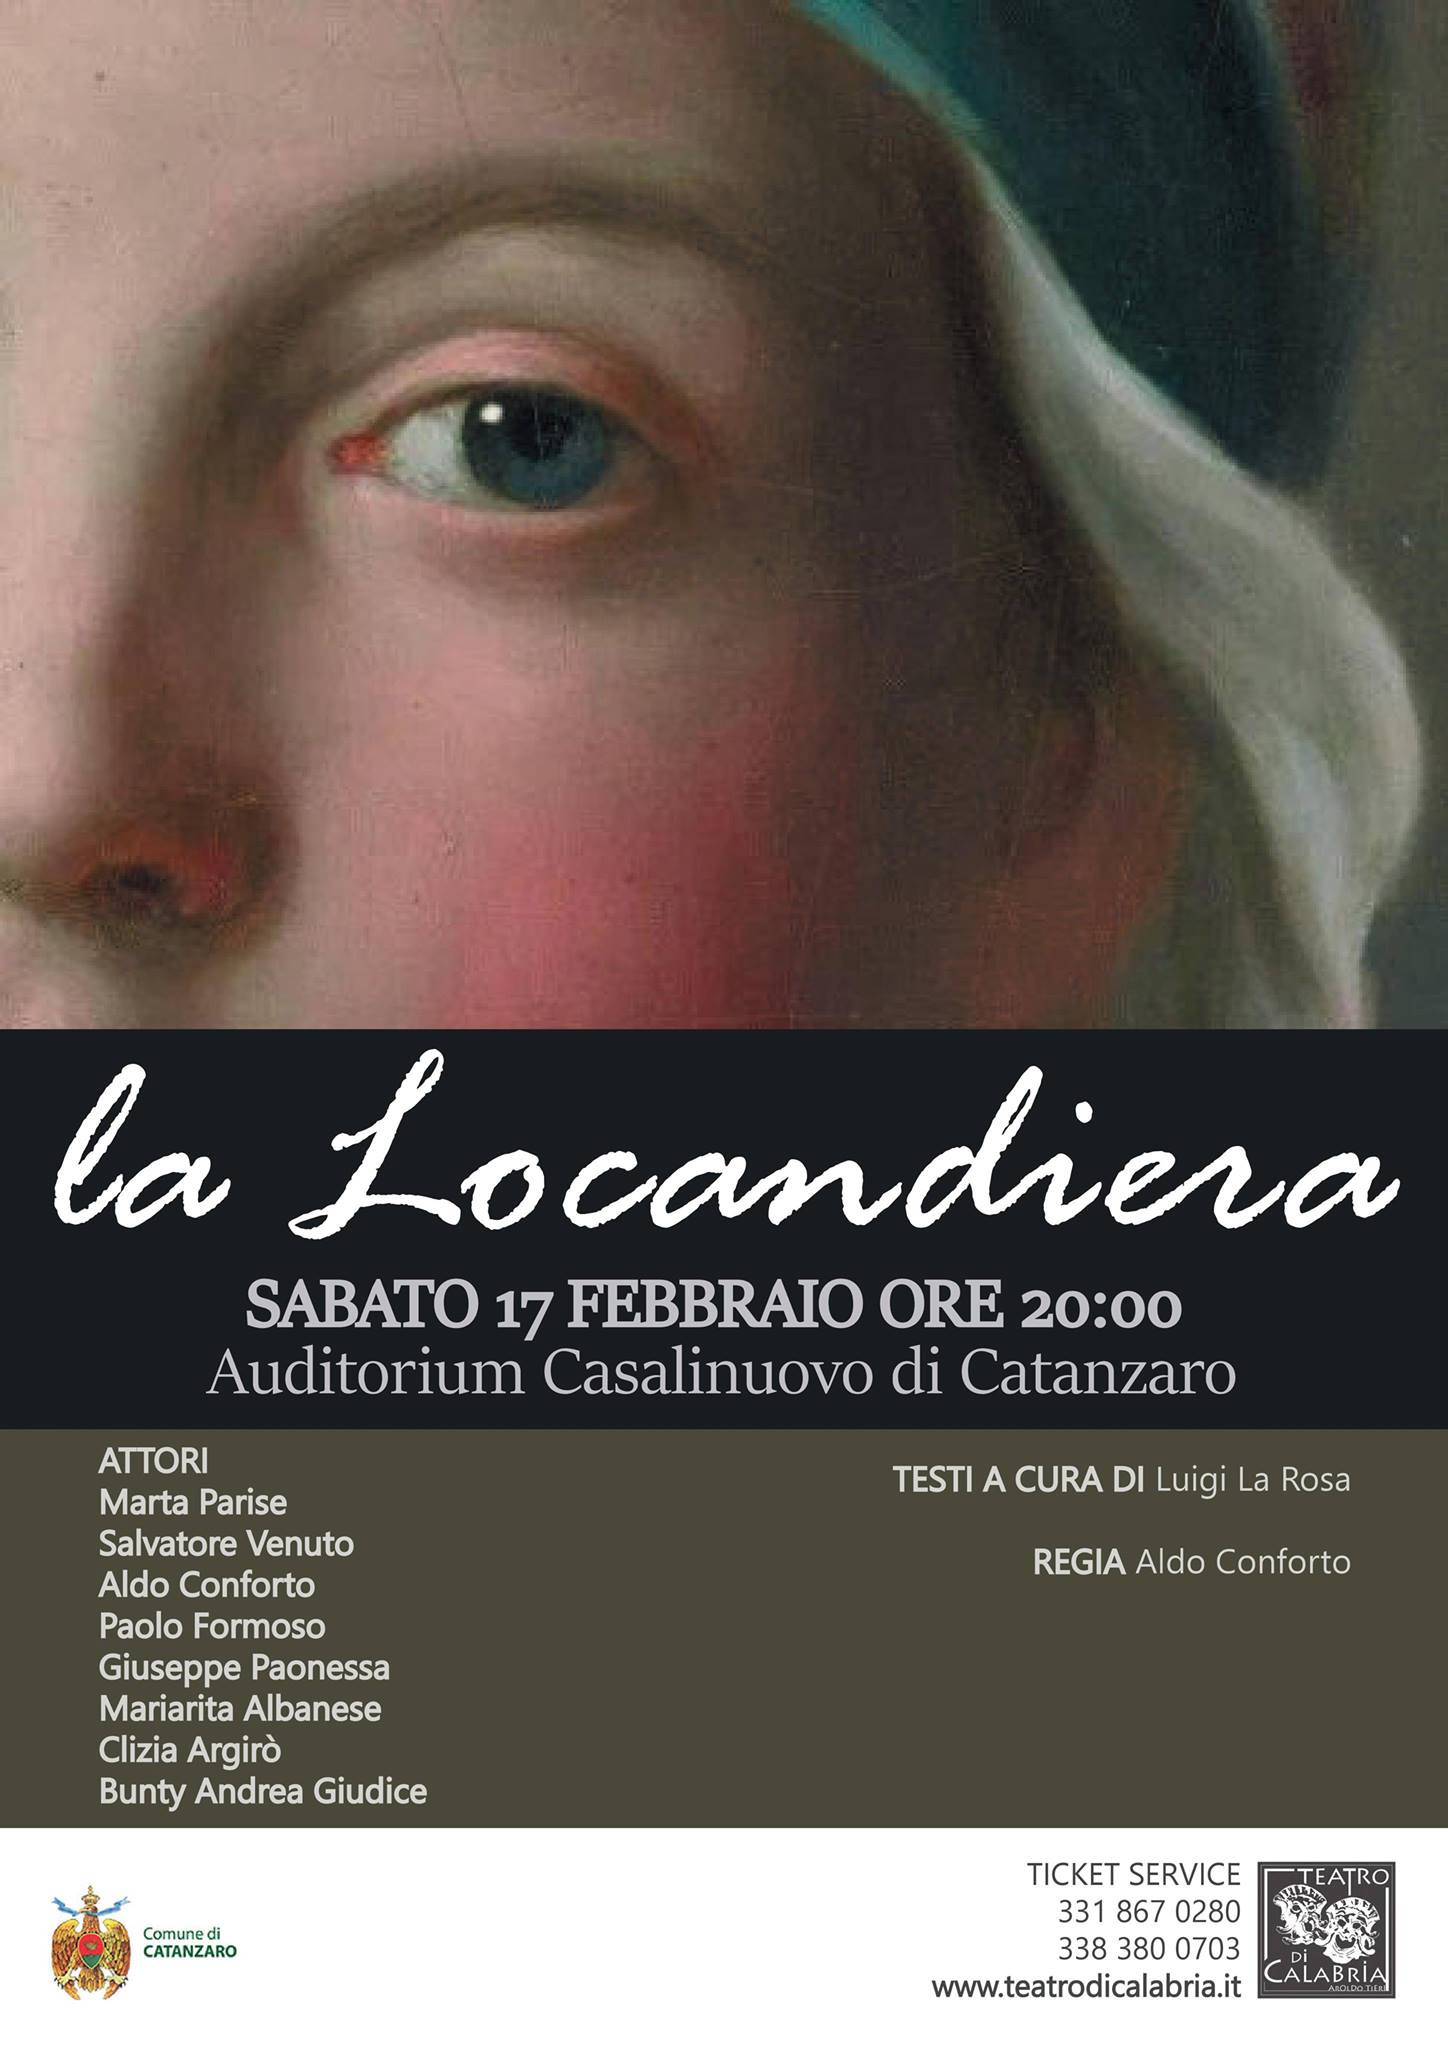 la Locandiera
SABATO 17 FEBBRAIO ORE 20:00
Auditorium Casalinuovo di Catanzaro
ATTORI
Marta Parise
Salvatore Venuto
Aldo Conforto
Paolo Formoso
Giuseppe Paonessa
Mariarita Albanese
Clizia Argirò
Bunty Andrea Giudice
TESTI A CURA DI Luigi La Rosa
REGIA Aldo Conforto
Comune di
CATANZARO
TICKET SERVICE
331 867 0280
338 380 0703
www.teatrodicalabria.it
TEATRO
DI
CALABRIA
AROLDO TIERI